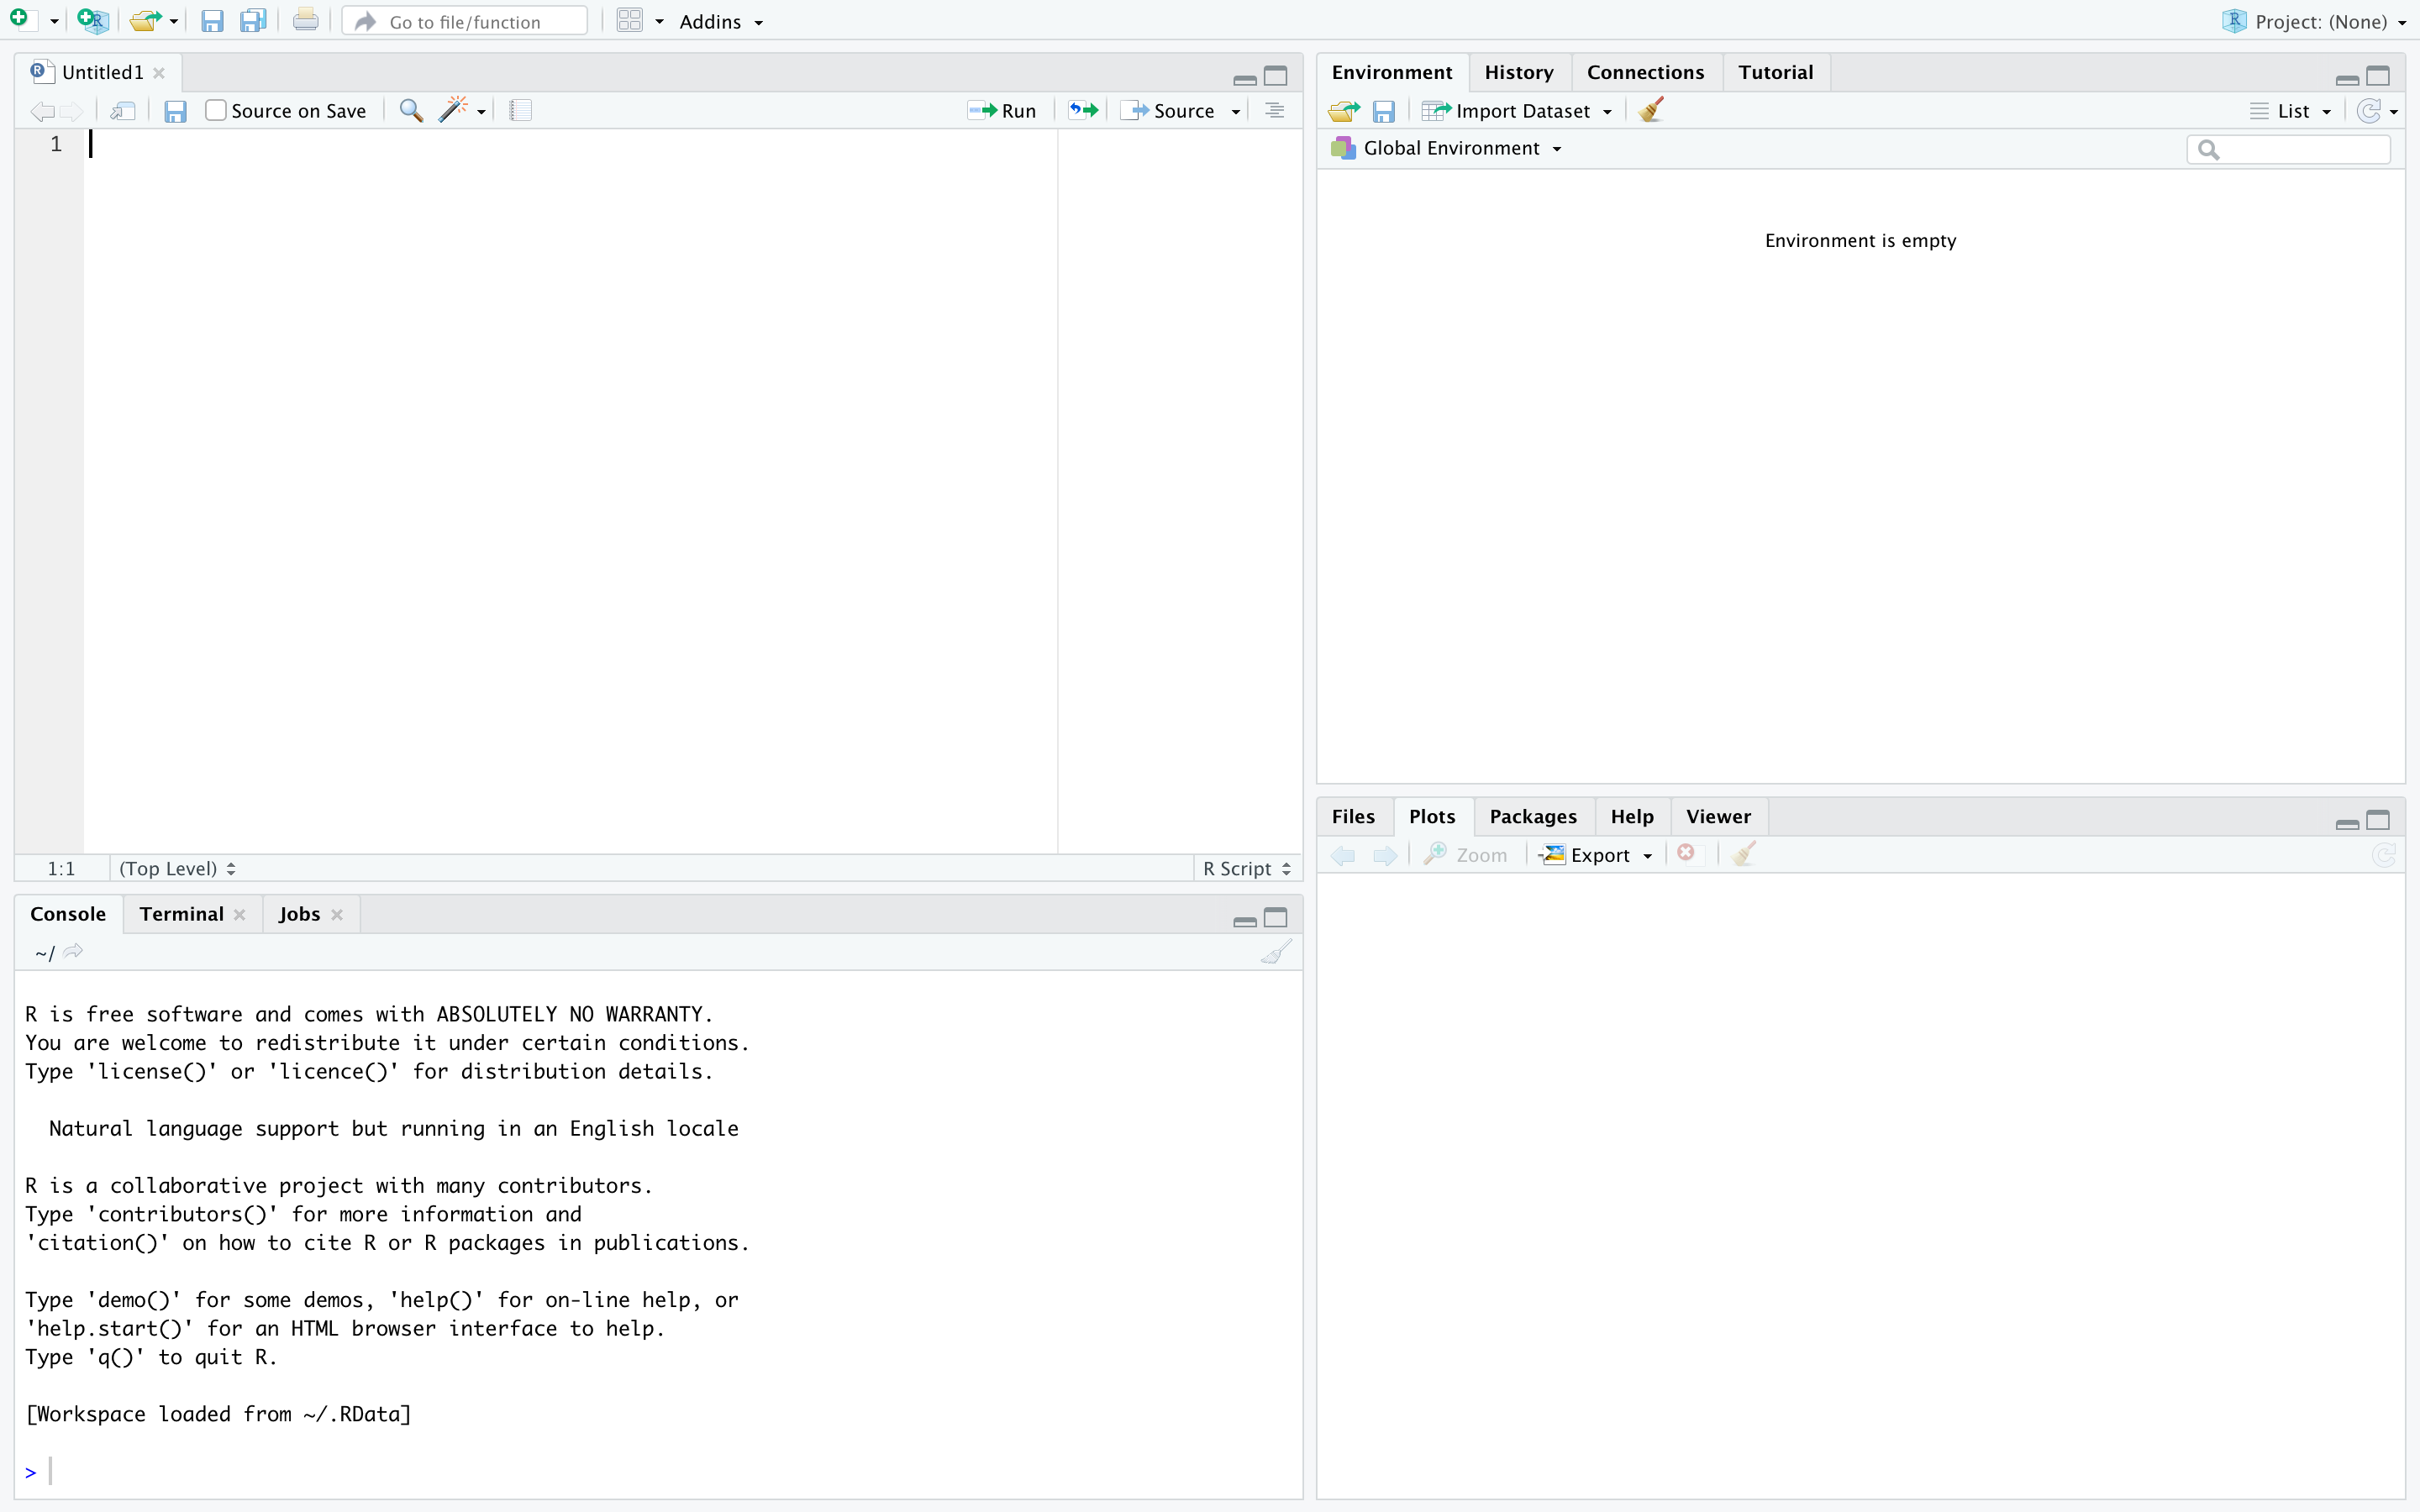 Go to file/function Addins Project: (None)
Untitled1
Source on Save Run Source
1
1:1 (Top Level) R Script
Console Terminal Jobs
~/
R is free software and comes with ABSOLUTELY NO WARRANTY.
You are welcome to redistribute it under certain conditions.
Type 'license()' or 'licence()' for distribution details.
Natural language support but running in an English locale
R is a collaborative project with many contributors.
Type 'contributors()' for more information and
'citation()' on how to cite R or R packages in publications.
Type 'demo()' for some demos, 'help()' for on-line help, or
'help.start()' for an HTML browser interface to help.
Type 'q()' to quit R.
[Workspace loaded from ~/.RData]
>
Environment History Connections Tutorial
Import Dataset List
Global Environment
Environment is empty
Files Plots Packages Help Viewer
Zoom Export